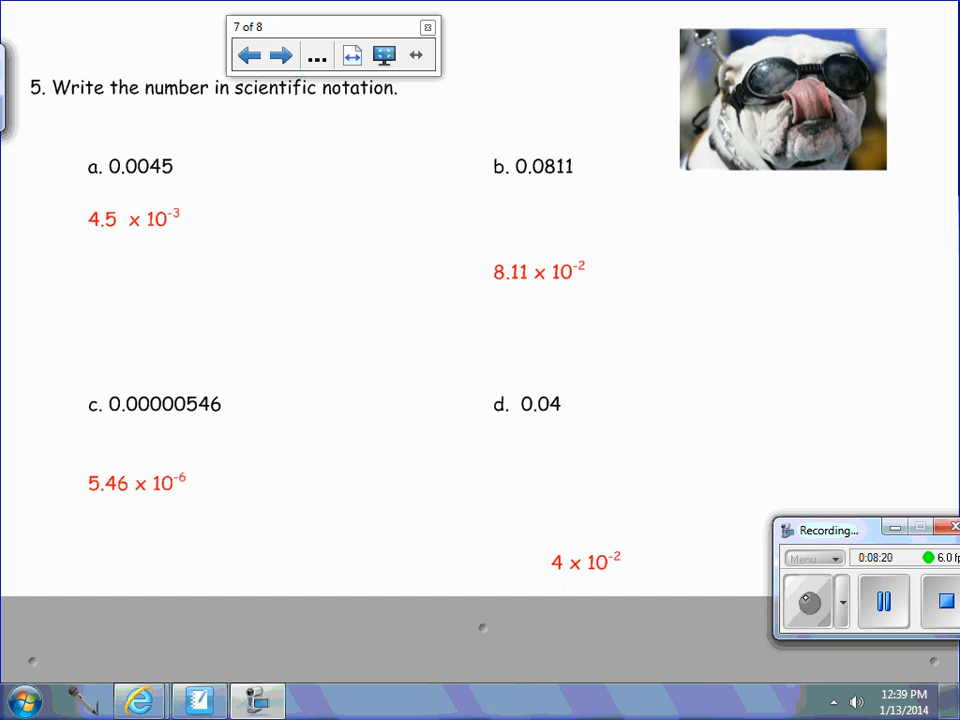 7 of 8
...
5. Write the number in scientific notation.
a. 0.0045
b. 0.0811
4.5 x 10⁻³
8.11 x 10⁻²
c. 0.00000546
d. 0.04
5.46 x 10⁻⁶
4 x 10⁻²
Recording...
Menu
0:08:20
6.0 fp
12:39 PM
1/13/2014